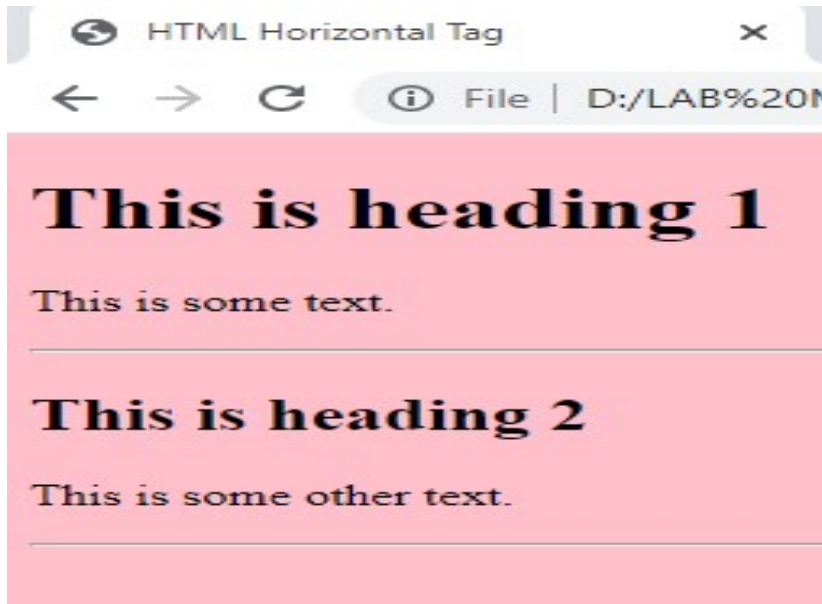 HTML Horizontal Tag
File | D:/LAB%20
This is heading 1
This is some text.
This is heading 2
This is some other text.